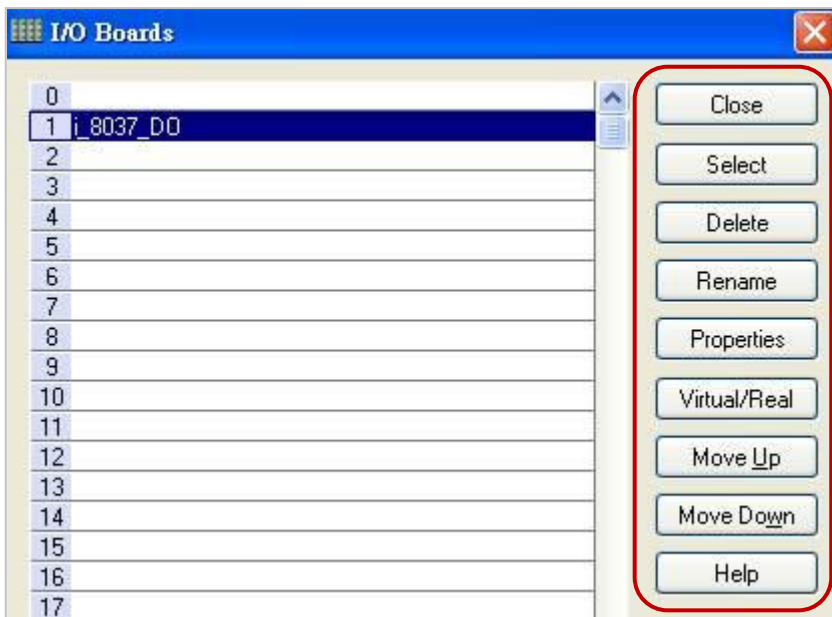 I/O Boards
0
1 i_8037_DO
2
3
4
5
6
7
8
9
10
11
12
13
14
15
16
17
Close
Select
Delete
Rename
Properties
Virtual/Real
Move Up
Move Down
Help